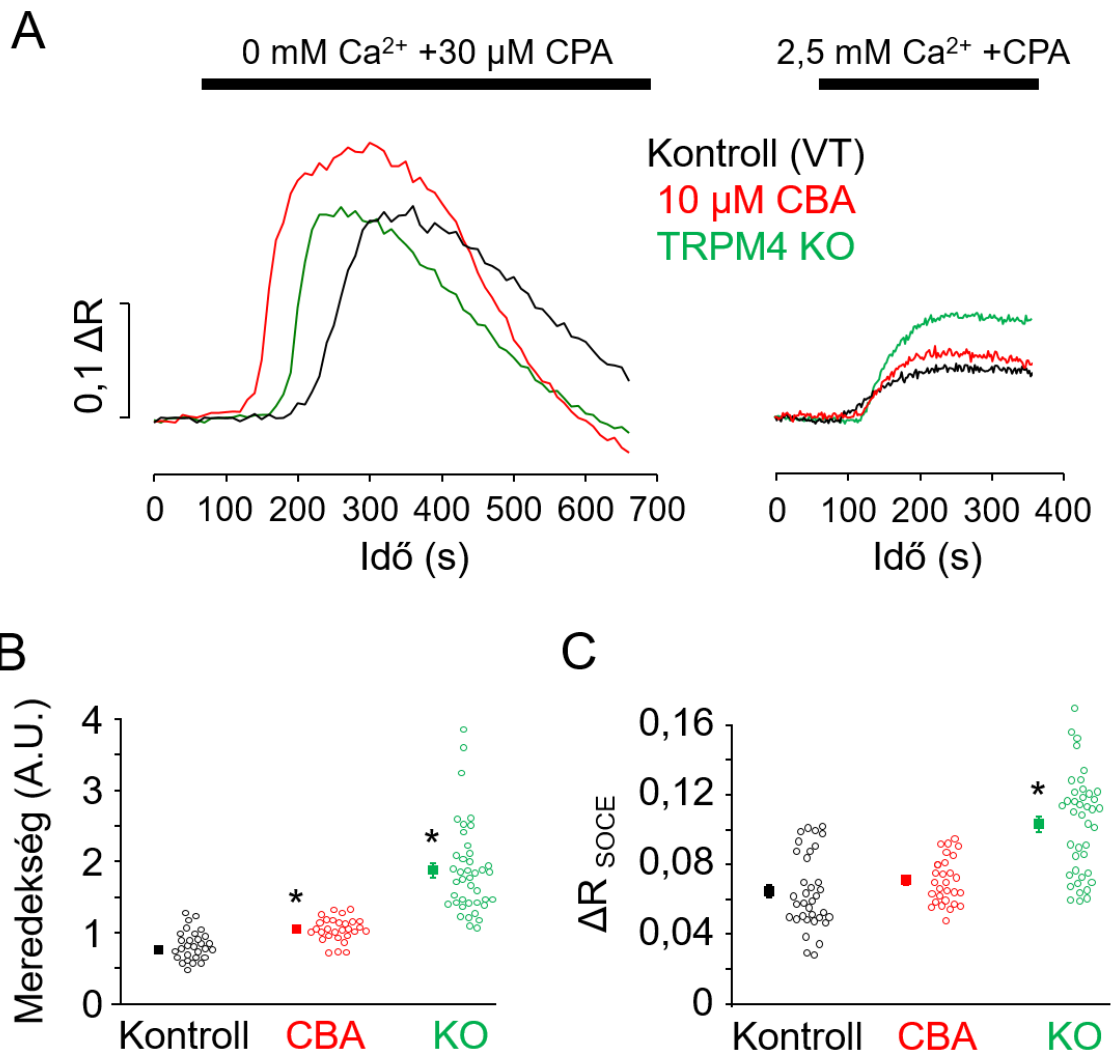 A
0 mM Ca²⁺ +30 µM CPA
2,5 mM Ca²⁺ +CPA
Kontroll (VT)
10 µM CBA
TRPM4 KO
0,1 ΔR
0 100 200 300 400 500 600 700
Idő (s)
0 100 200 300 400
Idő (s)
B
Meredekség (A.U.)
4
3
2
1
0
Kontroll CBA KO
*
*
C
ΔR SOCE
0,16
0,12
0,08
0,04
0
Kontroll CBA KO
*